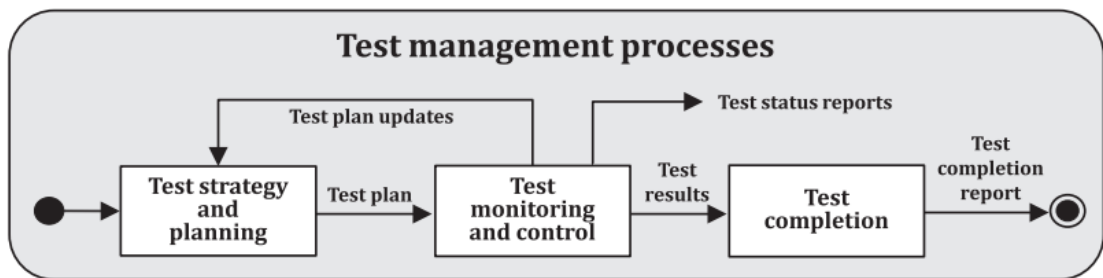 Test management processes
Test plan updates
Test status reports
Test strategy
and
planning
Test plan
Test
monitoring
and control
Test
results
Test
completion
Test
completion
report